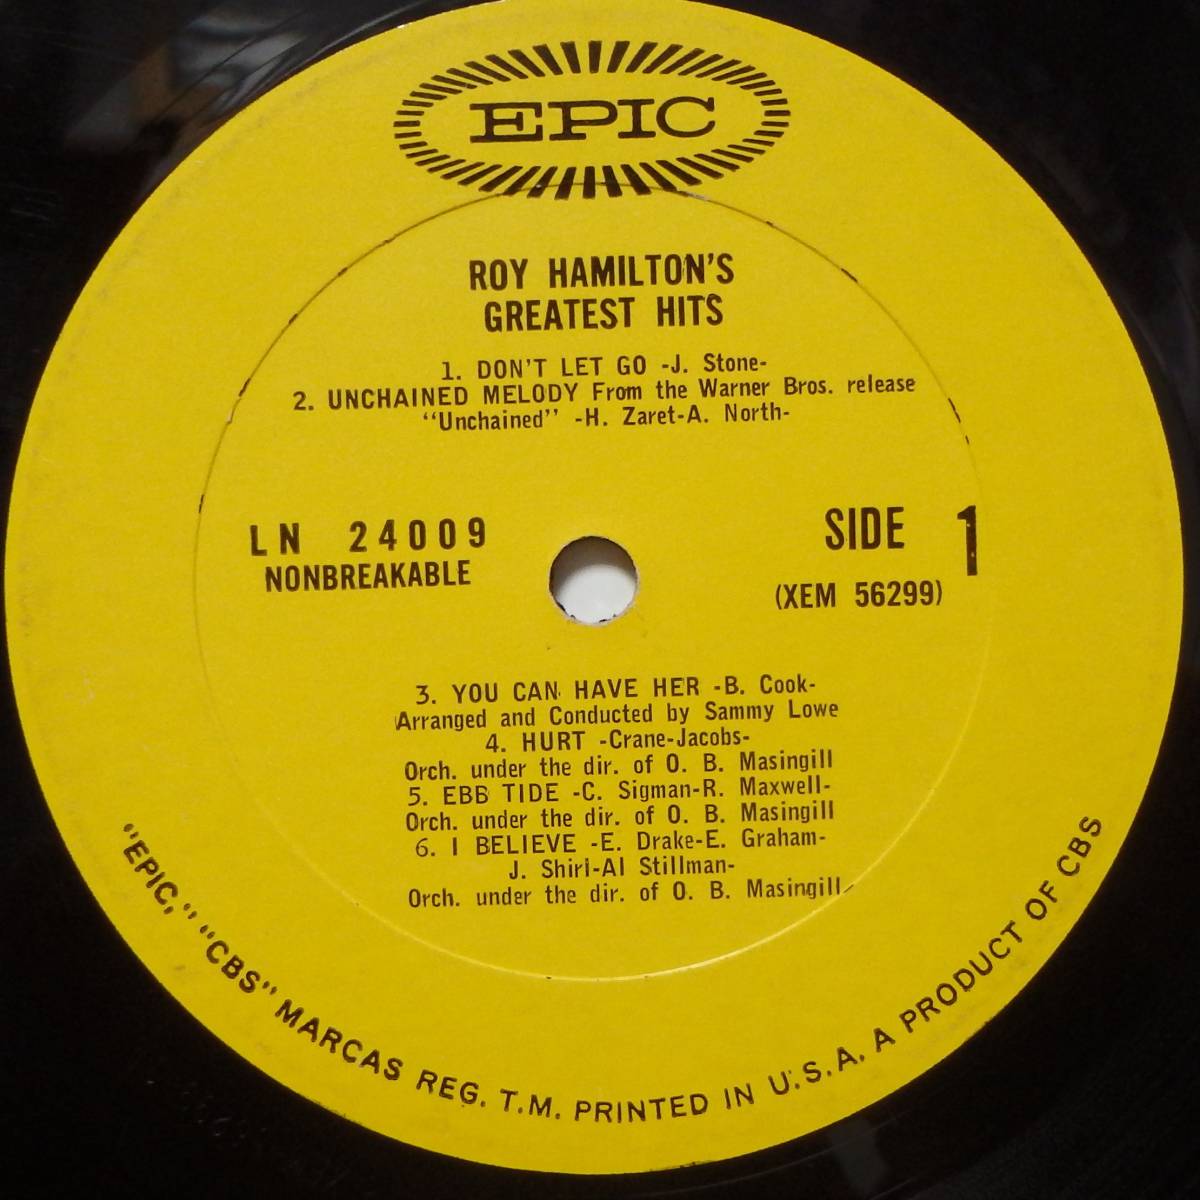 EPIC
ROY HAMILTON'S
GREATEST HITS
1. DON'T LET GO -J. Stone-
2. UNCHAINED MELODY From the Warner Bros. release
"Unchained" -H. Zaret-A. North-
LN 24009
NONBREAKABLE
SIDE 1
(XEM 56299)
3. YOU CAN HAVE HER -B. Cook-
Arranged and Conducted by Sammy Lowe
4. HURT -Crane-Jacobs-
Orch. under the dir. of O. B. Masingill
5. EBB TIDE -C. Sigman-R. Maxwell-
Orch. under the dir. of O. B. Masingill
6. I BELIEVE -E. Drake-E. Graham-
J. Shirl-Al Stillman-
Orch. under the dir. of O. B. Masingill
"EPIC," "CBS" MARCAS REG. T.M. PRINTED IN U.S.A. A PRODUCT OF CBS